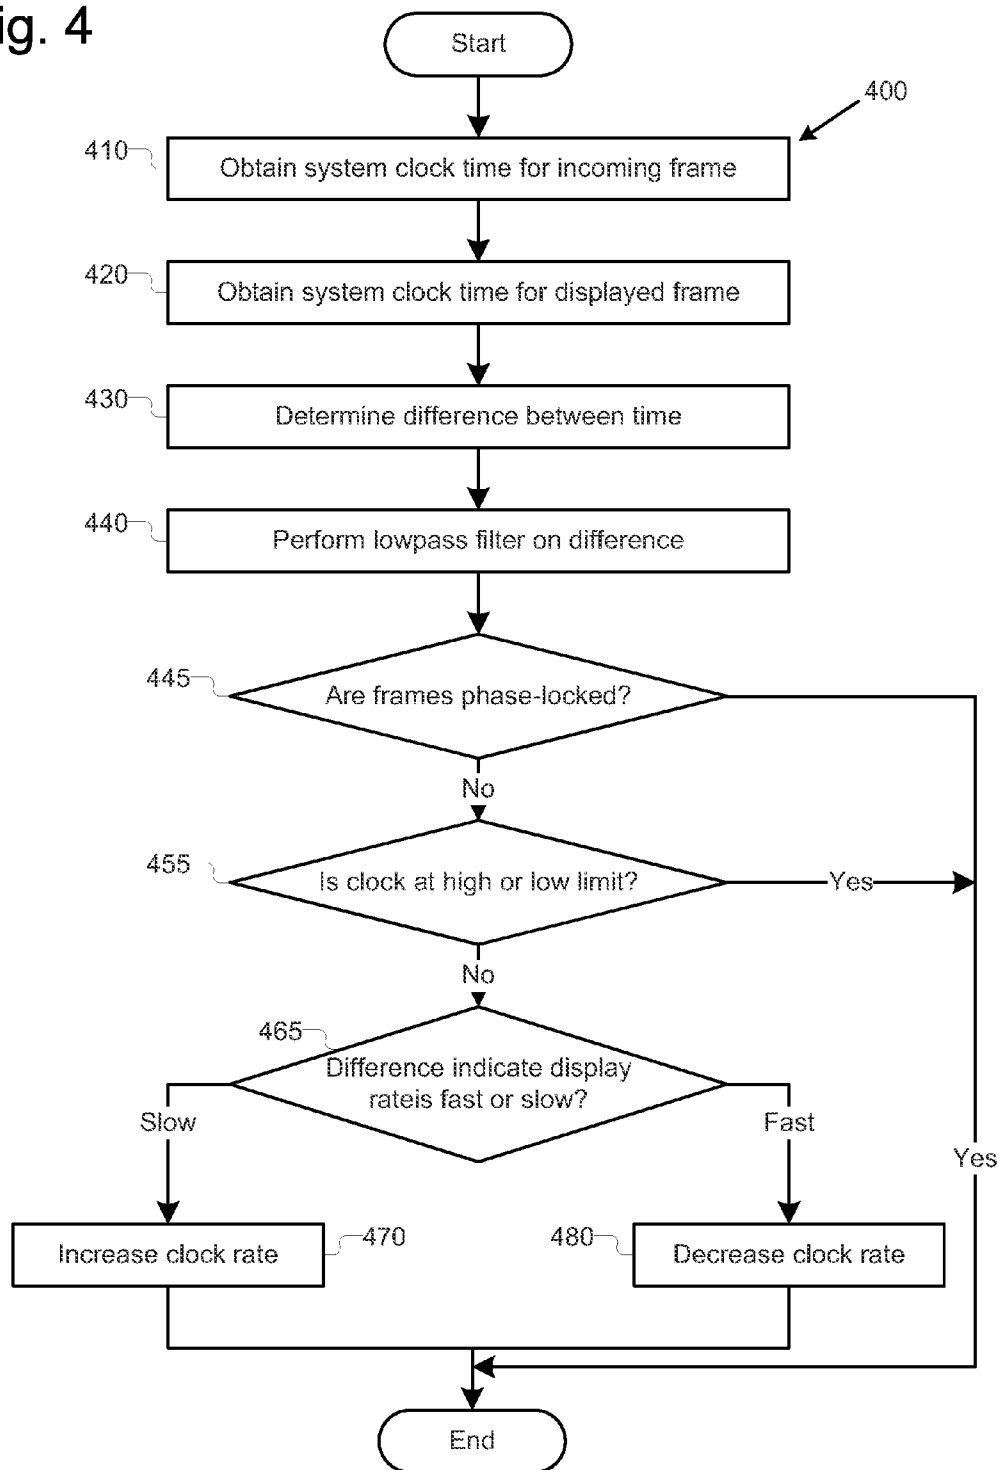 ig. 4
Start
400
410
Obtain system clock time for incoming frame
420
Obtain system clock time for displayed frame
430
Determine difference between time
440
Perform lowpass filter on difference
445
Are frames phase-locked?
No
455
Is clock at high or low limit?
Yes
No
465
Difference indicate display
rateis fast or slow?
Slow
Fast
Yes
Increase clock rate
470
480
Decrease clock rate
End